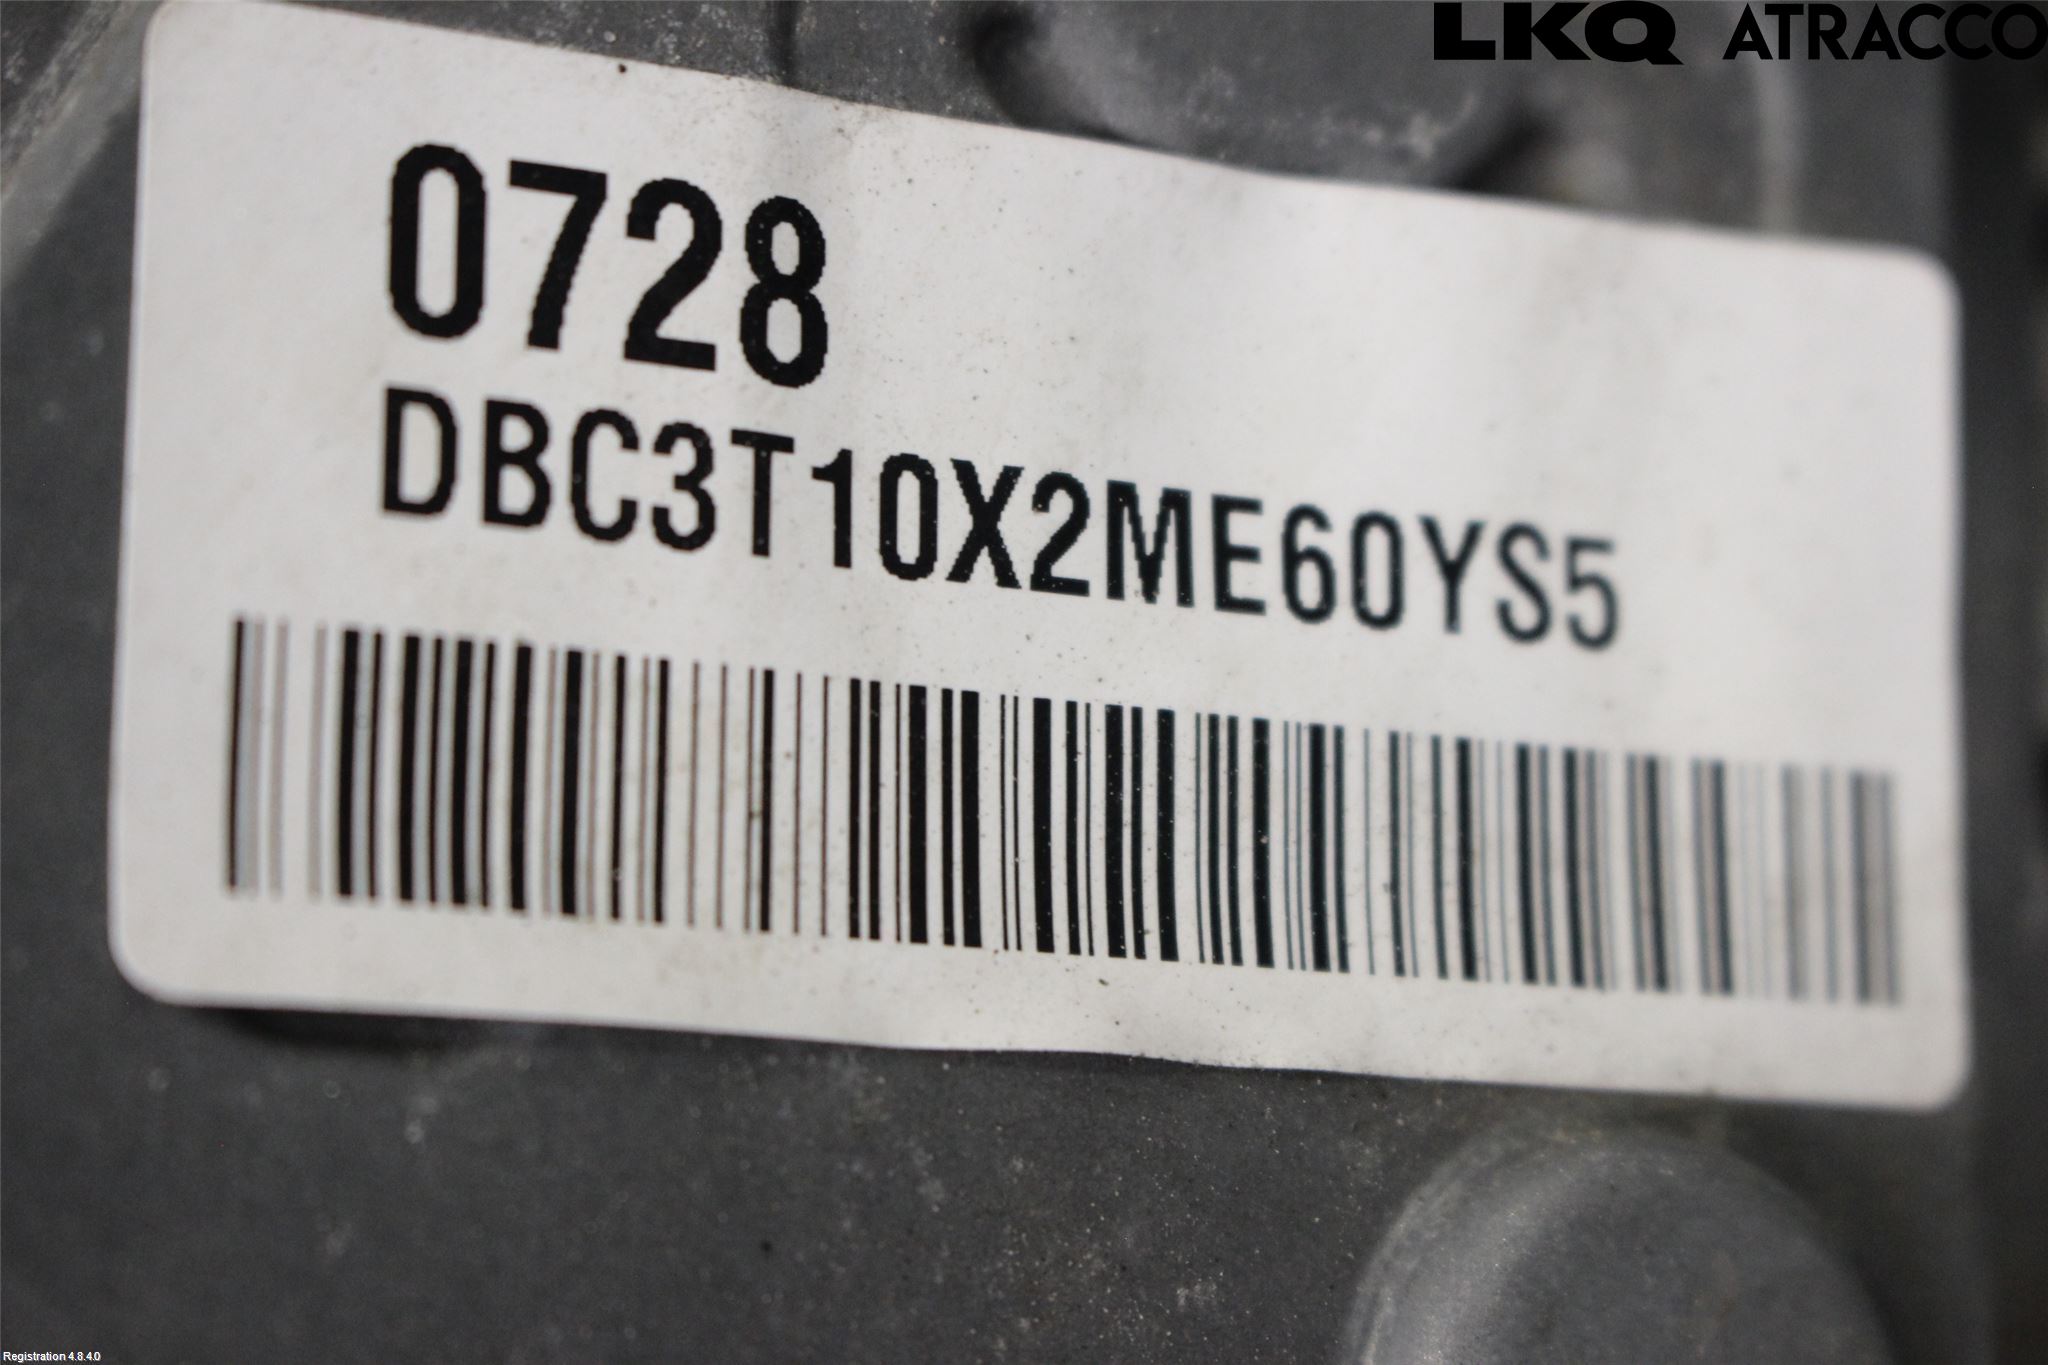 LKQ ATRACCO
0728
DBC3T10X2ME60YS5
Registration 4.8.4.0